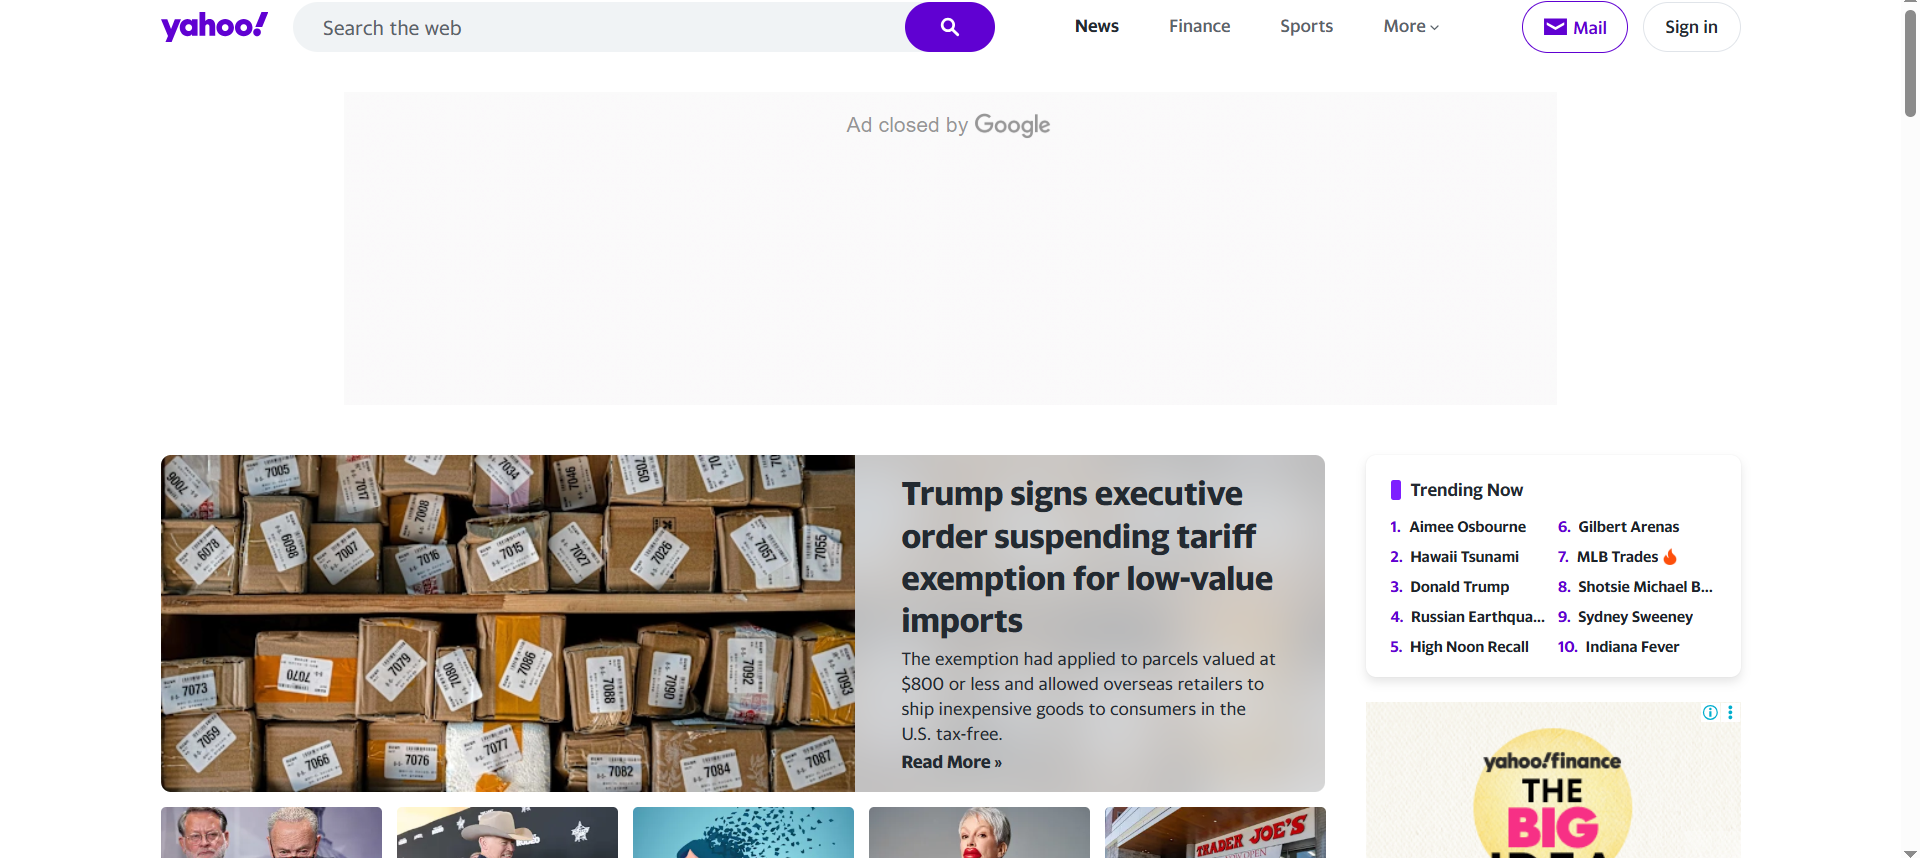 yahoo!
Search the web
News
Finance
Sports
More
Mail
Sign in
Ad closed by Google
7005
7034
7046
7050
7017
7008
6078
6098
7007
7016
7015
7027
7026
7057
7055
Trump signs executive
order suspending tariff
exemption for low-value
imports
The exemption had applied to parcels valued at
$800 or less and allowed overseas retailers to
ship inexpensive goods to consumers in the
U.S. tax-free.
Read More »
7073
7070
7079
7080
7086
7088
7090
7092
7093
7059
7066
7076
7077
7082
7084
7087
Trending Now
1. Aimee Osbourne
2. Hawaii Tsunami
3. Donald Trump
4. Russian Earthqua...
5. High Noon Recall
6. Gilbert Arenas
7. MLB Trades
8. Shotsie Michael B...
9. Sydney Sweeney
10. Indiana Fever
yahoo!finance
THE
BIG
IDEA
TRADER JOE'S